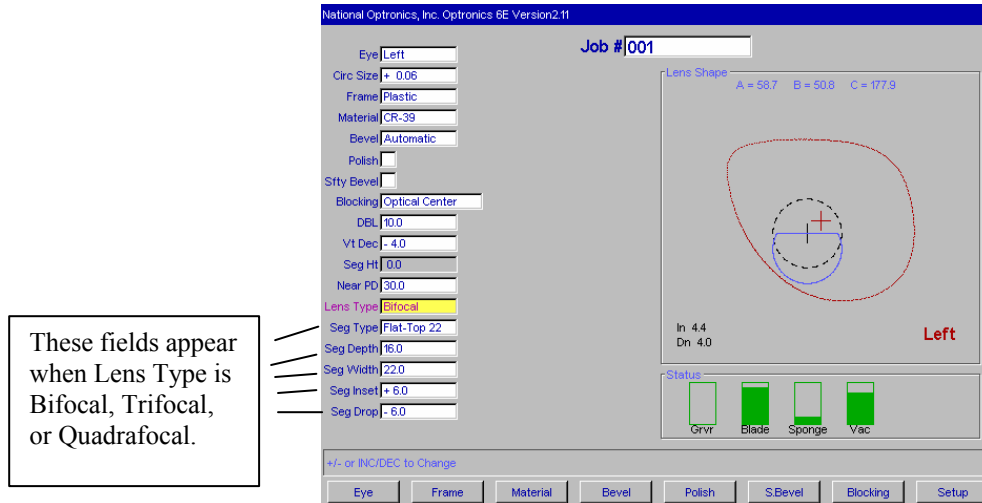 National Optronics, Inc. Optronics 6E Version2.11
Job # 001
Eye Left
Circ Size + 0.06
Frame Plastic
Material CR-39
Bevel Automatic
Polish
Sfty Bevel
Blocking Optical Center
DBL 10.0
Vt Dec - 4.0
Seg Ht 0.0
Near PD 30.0
Lens Type Bifocal
Seg Type Flat-Top 22
Seg Depth 16.0
Seg Width 22.0
Seg Inset + 6.0
Seg Drop - 6.0
These fields appear
when Lens Type is
Bifocal, Trifocal,
or Quadrafocal.
Lens Shape
A = 58.7 B = 50.8 C = 177.9
In 4.4
Dn 4.0
Left
Status
Grvr Blade Sponge Vac
+/- or INC/DEC to Change
Eye Frame Material Bevel Polish S.Bevel Blocking Setup